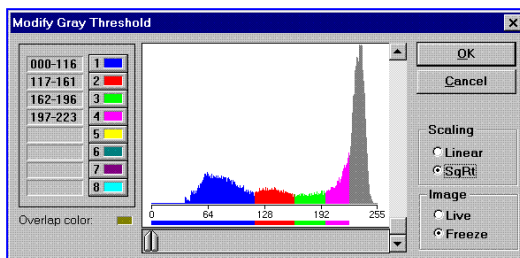 Modify Gray Threshold
000-116 1
117-161 2
162-196 3
197-223 4
5
6
7
8
Overlap color:
0 64 128 192 255
OK
Cancel
Scaling
Linear
SqRt
Image
Live
Freeze